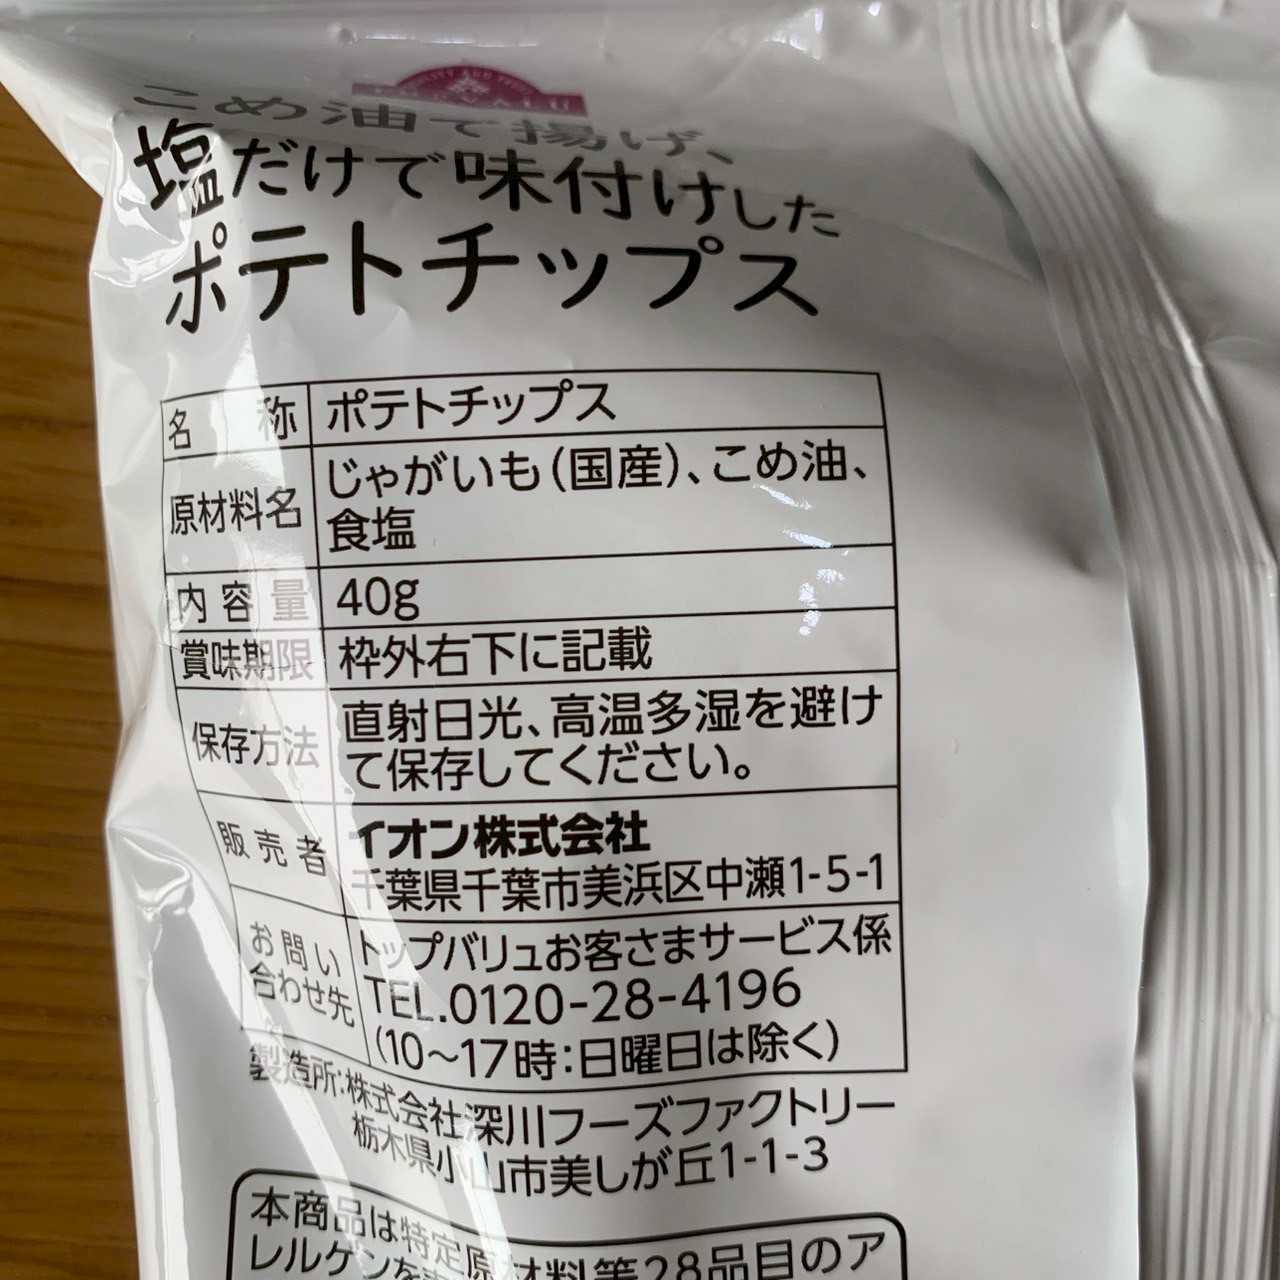 TOPVALU
こめ油で揚げ、
塩だけで味付けした
ポテトチップス
名称 ポテトチップス
原材料名 じゃがいも(国産)、こめ油、
食塩
内容量 40g
賞味期限 枠外右下に記載
保存方法 直射日光、高温多湿を避け
て保存してください。
販売者 イオン株式会社
千葉県千葉市美浜区中瀬1-5-1
お問い合わせ先 トップバリュお客さまサービス係
TEL.0120-28-4196
(10〜17時:日曜日は除く)
製造所:株式会社深川フーズファクトリー
栃木県小山市美しが丘1-1-3
本商品は特定原材料等28品目のア
レルゲンを